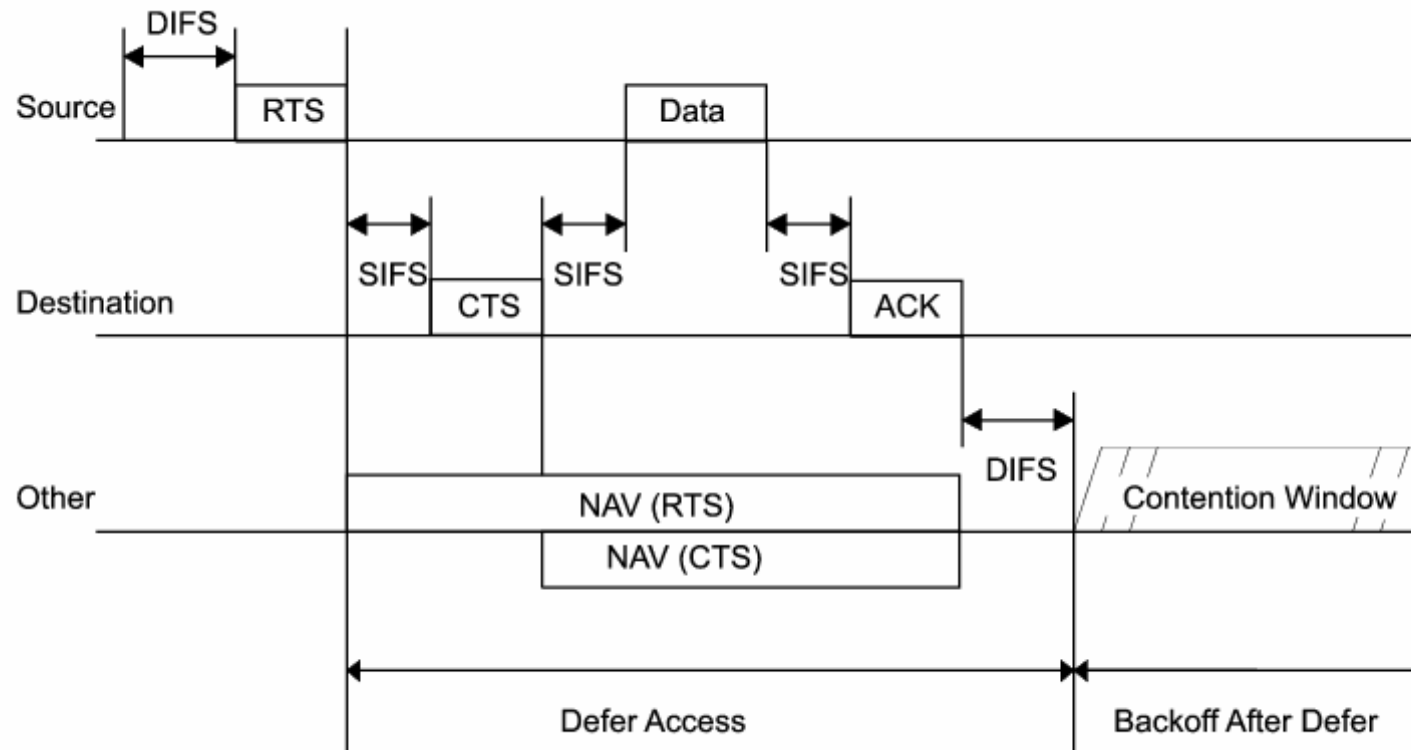 DIFS
Source
RTS
Data
SIFS
SIFS
SIFS
Destination
CTS
ACK
DIFS
Other
NAV (RTS)
Contention Window
NAV (CTS)
Defer Access
Backoff After Defer